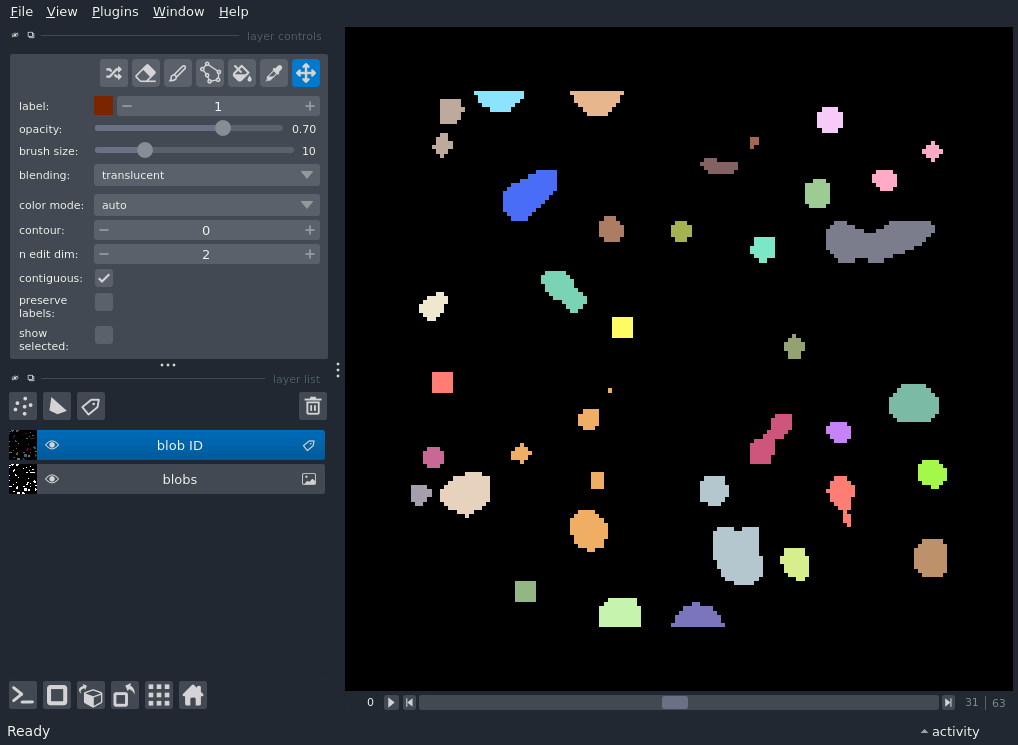 File View Plugins Window Help
layer controls
label: 1
opacity: 0.70
brush size: 10
blending: translucent
color mode: auto
contour: 0
n edit dim: 2
contiguous:
preserve
labels:
show
selected:
layer list
blob ID
blobs
0 31 | 63
Ready activity